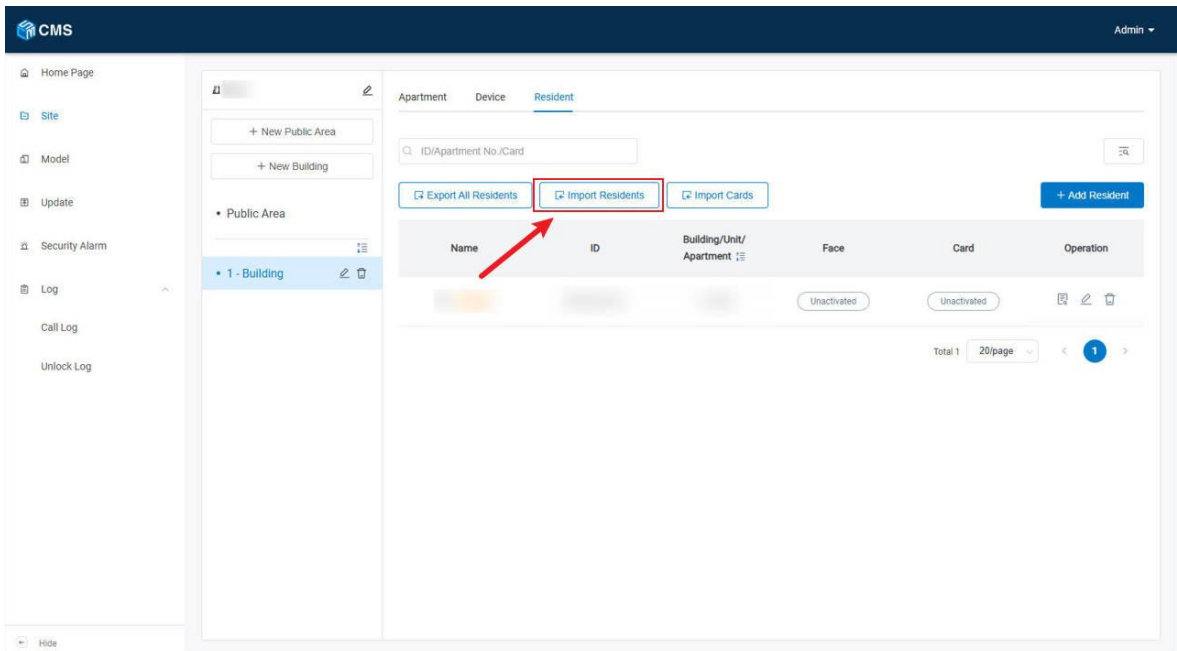 CMS
Admin
Home Page
Site
Model
Update
Security Alarm
Log
Call Log
Unlock Log
Hide
+ New Public Area
+ New Building
• Public Area
• 1 - Building
Apartment Device Resident
ID/Apartment No./Card
Export All Residents Import Residents Import Cards + Add Resident
Name ID Building/Unit/ Face Card Operation
Apartment
Unactivated Unactivated
Total 1 20/page < 1 >